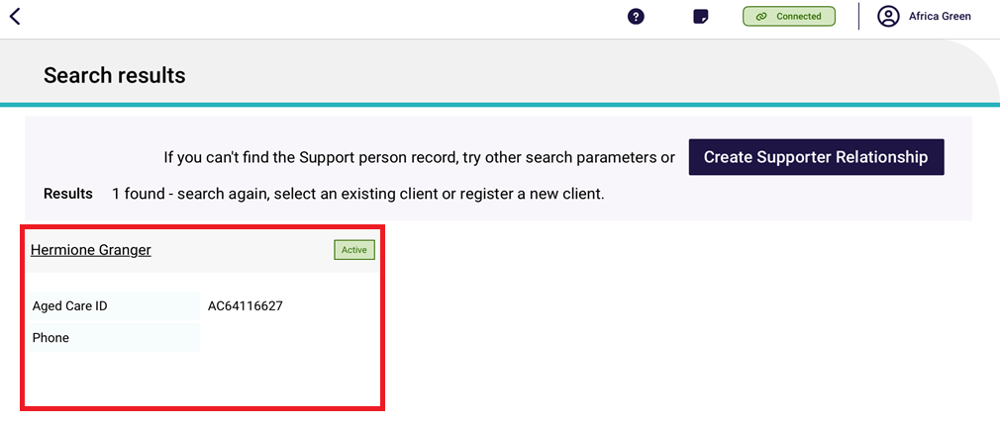 Connected
Africa Green
Search results
If you can't find the Support person record, try other search parameters or
Create Supporter Relationship
Results 1 found - search again, select an existing client or register a new client.
Hermione Granger Active
Aged Care ID AC64116627
Phone